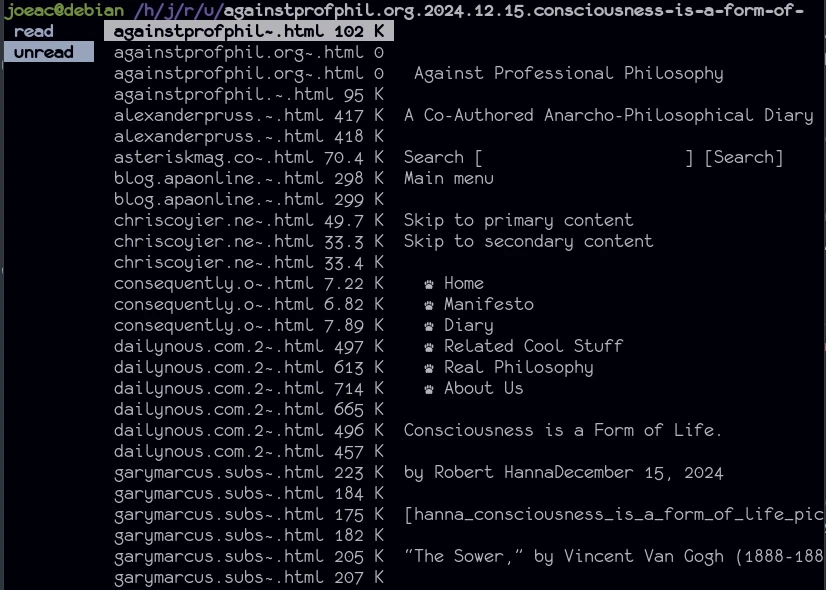 joeac@debian /h/j/r/u/againstprofphil.org.2024.12.15.consciousness-is-a-form-of-
read
unread
againstprofphil~.html 102 K
againstprofphil.org~.html 0
againstprofphil.org~.html 0
againstprofphil.~.html 95 K
alexanderpruss.~.html 417 K
alexanderpruss.~.html 418 K
asteriskmag.co~.html 70.4 K
blog.apaonline.~.html 298 K
blog.apaonline.~.html 299 K
chriscoyier.ne~.html 49.7 K
chriscoyier.ne~.html 33.3 K
chriscoyier.ne~.html 33.4 K
consequently.o~.html 7.22 K
consequently.o~.html 6.82 K
consequently.o~.html 7.89 K
dailynous.com.2~.html 497 K
dailynous.com.2~.html 613 K
dailynous.com.2~.html 714 K
dailynous.com.2~.html 665 K
dailynous.com.2~.html 496 K
dailynous.com.2~.html 457 K
garymarcus.subs~.html 223 K
garymarcus.subs~.html 184 K
garymarcus.subs~.html 175 K
garymarcus.subs~.html 182 K
garymarcus.subs~.html 205 K
garymarcus.subs~.html 207 K
Against Professional Philosophy
A Co-Authored Anarcho-Philosophical Diary
Search [ ] [Search]
Main menu
Skip to primary content
Skip to secondary content
Home
Manifesto
Diary
Related Cool Stuff
Real Philosophy
About Us
Consciousness is a Form of Life.
by Robert HannaDecember 15, 2024
[hanna_consciousness_is_a_form_of_life_pic
“The Sower,” by Vincent Van Gogh (1888-188